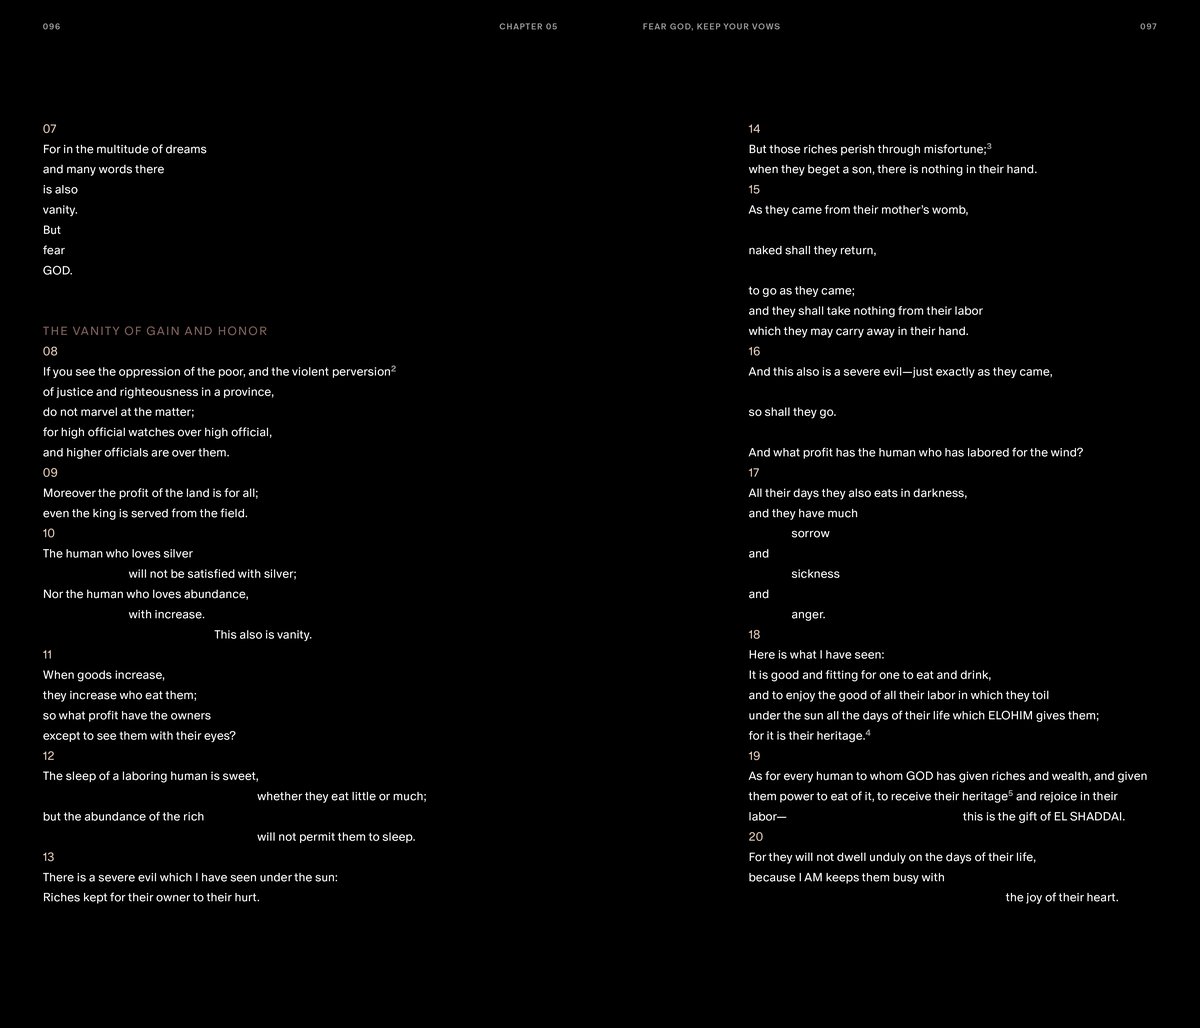 096
CHAPTER 05
FEAR GOD, KEEP YOUR VOWS
097
07
For in the multitude of dreams
and many words there
is also
vanity.
But
fear
GOD.
THE VANITY OF GAIN AND HONOR
08
If you see the oppression of the poor, and the violent perversion2
of justice and righteousness in a province,
do not marvel at the matter;
for high official watches over high official,
and higher officials are over them.
09
Moreover the profit of the land is for all;
even the king is served from the field.
10
The human who loves silver
will not be satisfied with silver;
Nor the human who loves abundance,
with increase.
This also is vanity.
11
When goods increase,
they increase who eat them;
so what profit have the owners
except to see them with their eyes?
12
The sleep of a laboring human is sweet,
whether they eat little or much;
but the abundance of the rich
will not permit them to sleep.
13
There is a severe evil which I have seen under the sun:
Riches kept for their owner to their hurt.
14
But those riches perish through misfortune;3
when they beget a son, there is nothing in their hand.
15
As they came from their mother's womb,
naked shall they return,
to go as they came;
and they shall take nothing from their labor
which they may carry away in their hand.
16
And this also is a severe evil—just exactly as they came,
so shall they go.
And what profit has the human who has labored for the wind?
17
All their days they also eats in darkness,
and they have much
sorrow
and
sickness
and
anger.
18
Here is what I have seen:
It is good and fitting for one to eat and drink,
and to enjoy the good of all their labor in which they toil
under the sun all the days of their life which ELOHIM gives them;
for it is their heritage.4
19
As for every human to whom GOD has given riches and wealth, and given
them power to eat of it, to receive their heritage5 and rejoice in their
labor— this is the gift of EL SHADDAI.
20
For they will not dwell unduly on the days of their life,
because I AM keeps them busy with
the joy of their heart.